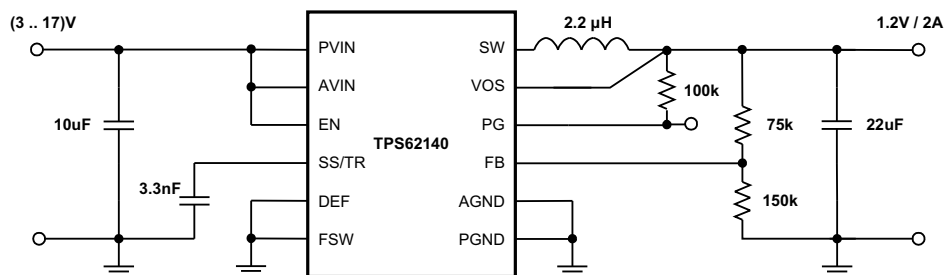 (3 .. 17)V
2.2 µH
1.2V / 2A
PVIN
SW
AVIN
VOS
100k
10uF
EN
PG
75k
22uF
TPS62140
SS/TR
FB
3.3nF
DEF
AGND
150k
FSW
PGND